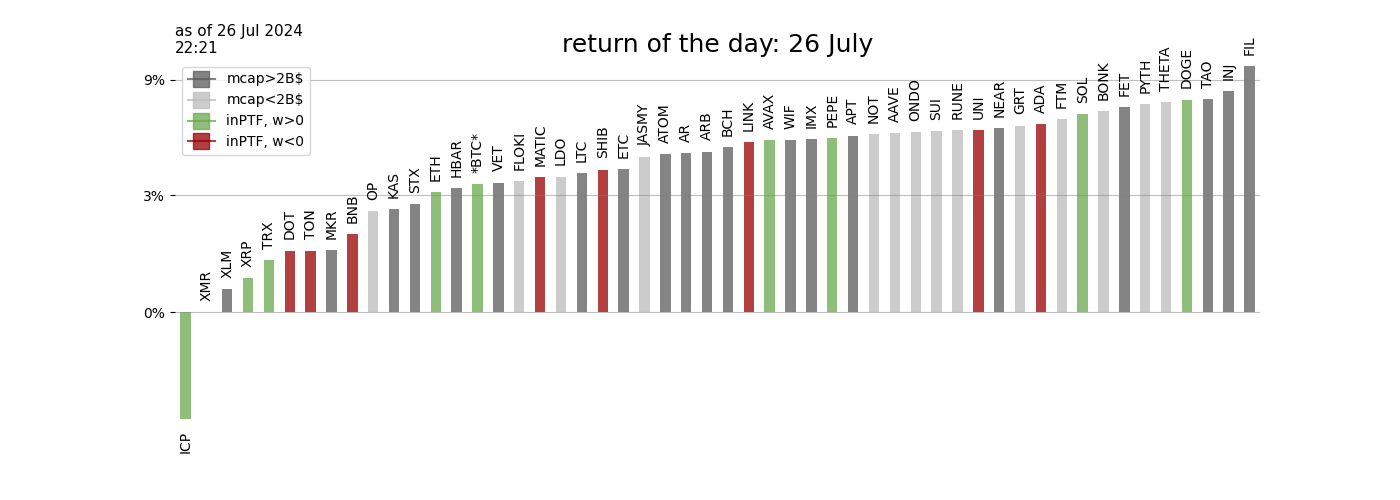 as of 26 Jul 2024
22:21
return of the day: 26 July
mcap>2B$
mcap<2B$
inPTF, w>0
inPTF, w<0
9%
3%
0%
ICP
XMR
XLM
XRP
TRX
DOT
TON
MKR
BNB
OP
KAS
STX
ETH
HBAR
*BTC*
VET
FLOKI
MATIC
LDO
LTC
SHIB
ETC
JASMY
ATOM
AR
ARB
BCH
LINK
AVAX
WIF
IMX
PEPE
APT
NOT
AAVE
ONDO
SUI
RUNE
UNI
NEAR
GRT
ADA
FTM
SOL
BONK
FET
PYTH
THETA
DOGE
TAO
INJ
FIL